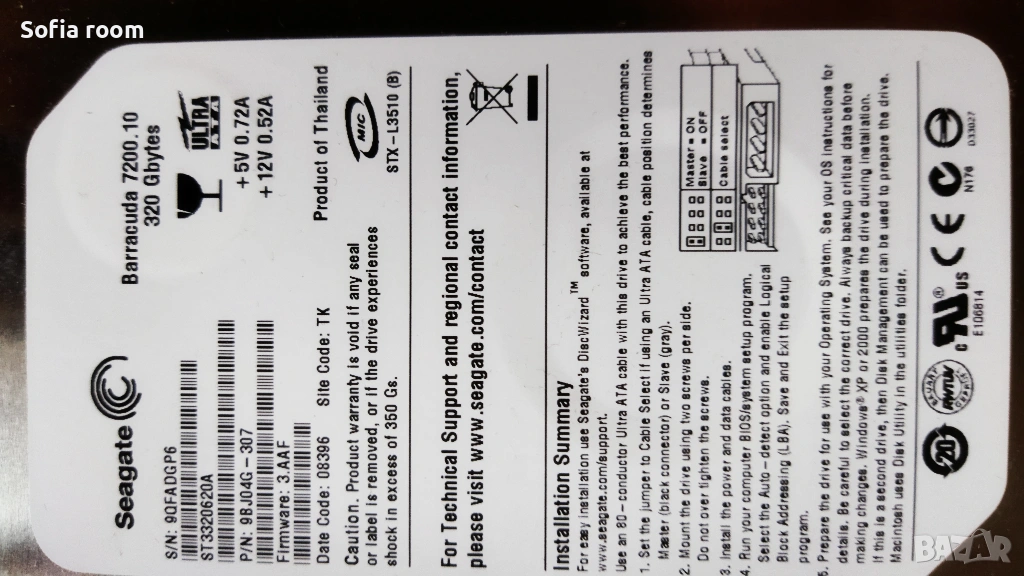 Sofia room
Seagate
Barracuda 7200.10
320 Gbytes
S/N: 9QFADGP6
ST3320620A
P/N: 9BJ04G-307
Firmware: 3.AAF
ULTRA
ATA
+5V 0.72A
+12V 0.52A
Date Code: 08396 Site Code: TK Product of Thailand
Caution. Product warranty is void if any seal
or label is removed, or if the drive experiences
shock in excess of 350 Gs.
MIC
STX-L3510 (B)
For Technical Support and regional contact information,
please visit www.seagate.com/contact
Installation Summary
For easy installation use Seagate's DiscWizard™ software, available at
www.seagate.com/support.
Use an 80-conductor Ultra ATA cable with this drive to achieve the best performance.
1. Set the jumper to Cable Select if using an Ultra ATA cable, cable position determines
Master (black connector) or Slave (gray).
2. Mount the drive using two screws per side.
Do not over tighten the screws.
3. Install the power and data cables.
4. Run your computer BIOS/system setup program.
Select the Auto-detect option and enable Logical
Block Addressing (LBA). Save and Exit the setup
program.
Master = ON
Slave = OFF
Cable select
5. Prepare the drive for use with your Operating System. See your OS instructions for
details. Be careful to select the correct drive. Always backup critical data before
making changes. Windows® XP or 2000 prepares the drive during installation.
If this is a second drive, then Disk Management can be used to prepare the drive.
Macintosh uses Disk Utility in the utilities folder.
20
c US
E106814
CE
N176
D33027
BAZAR